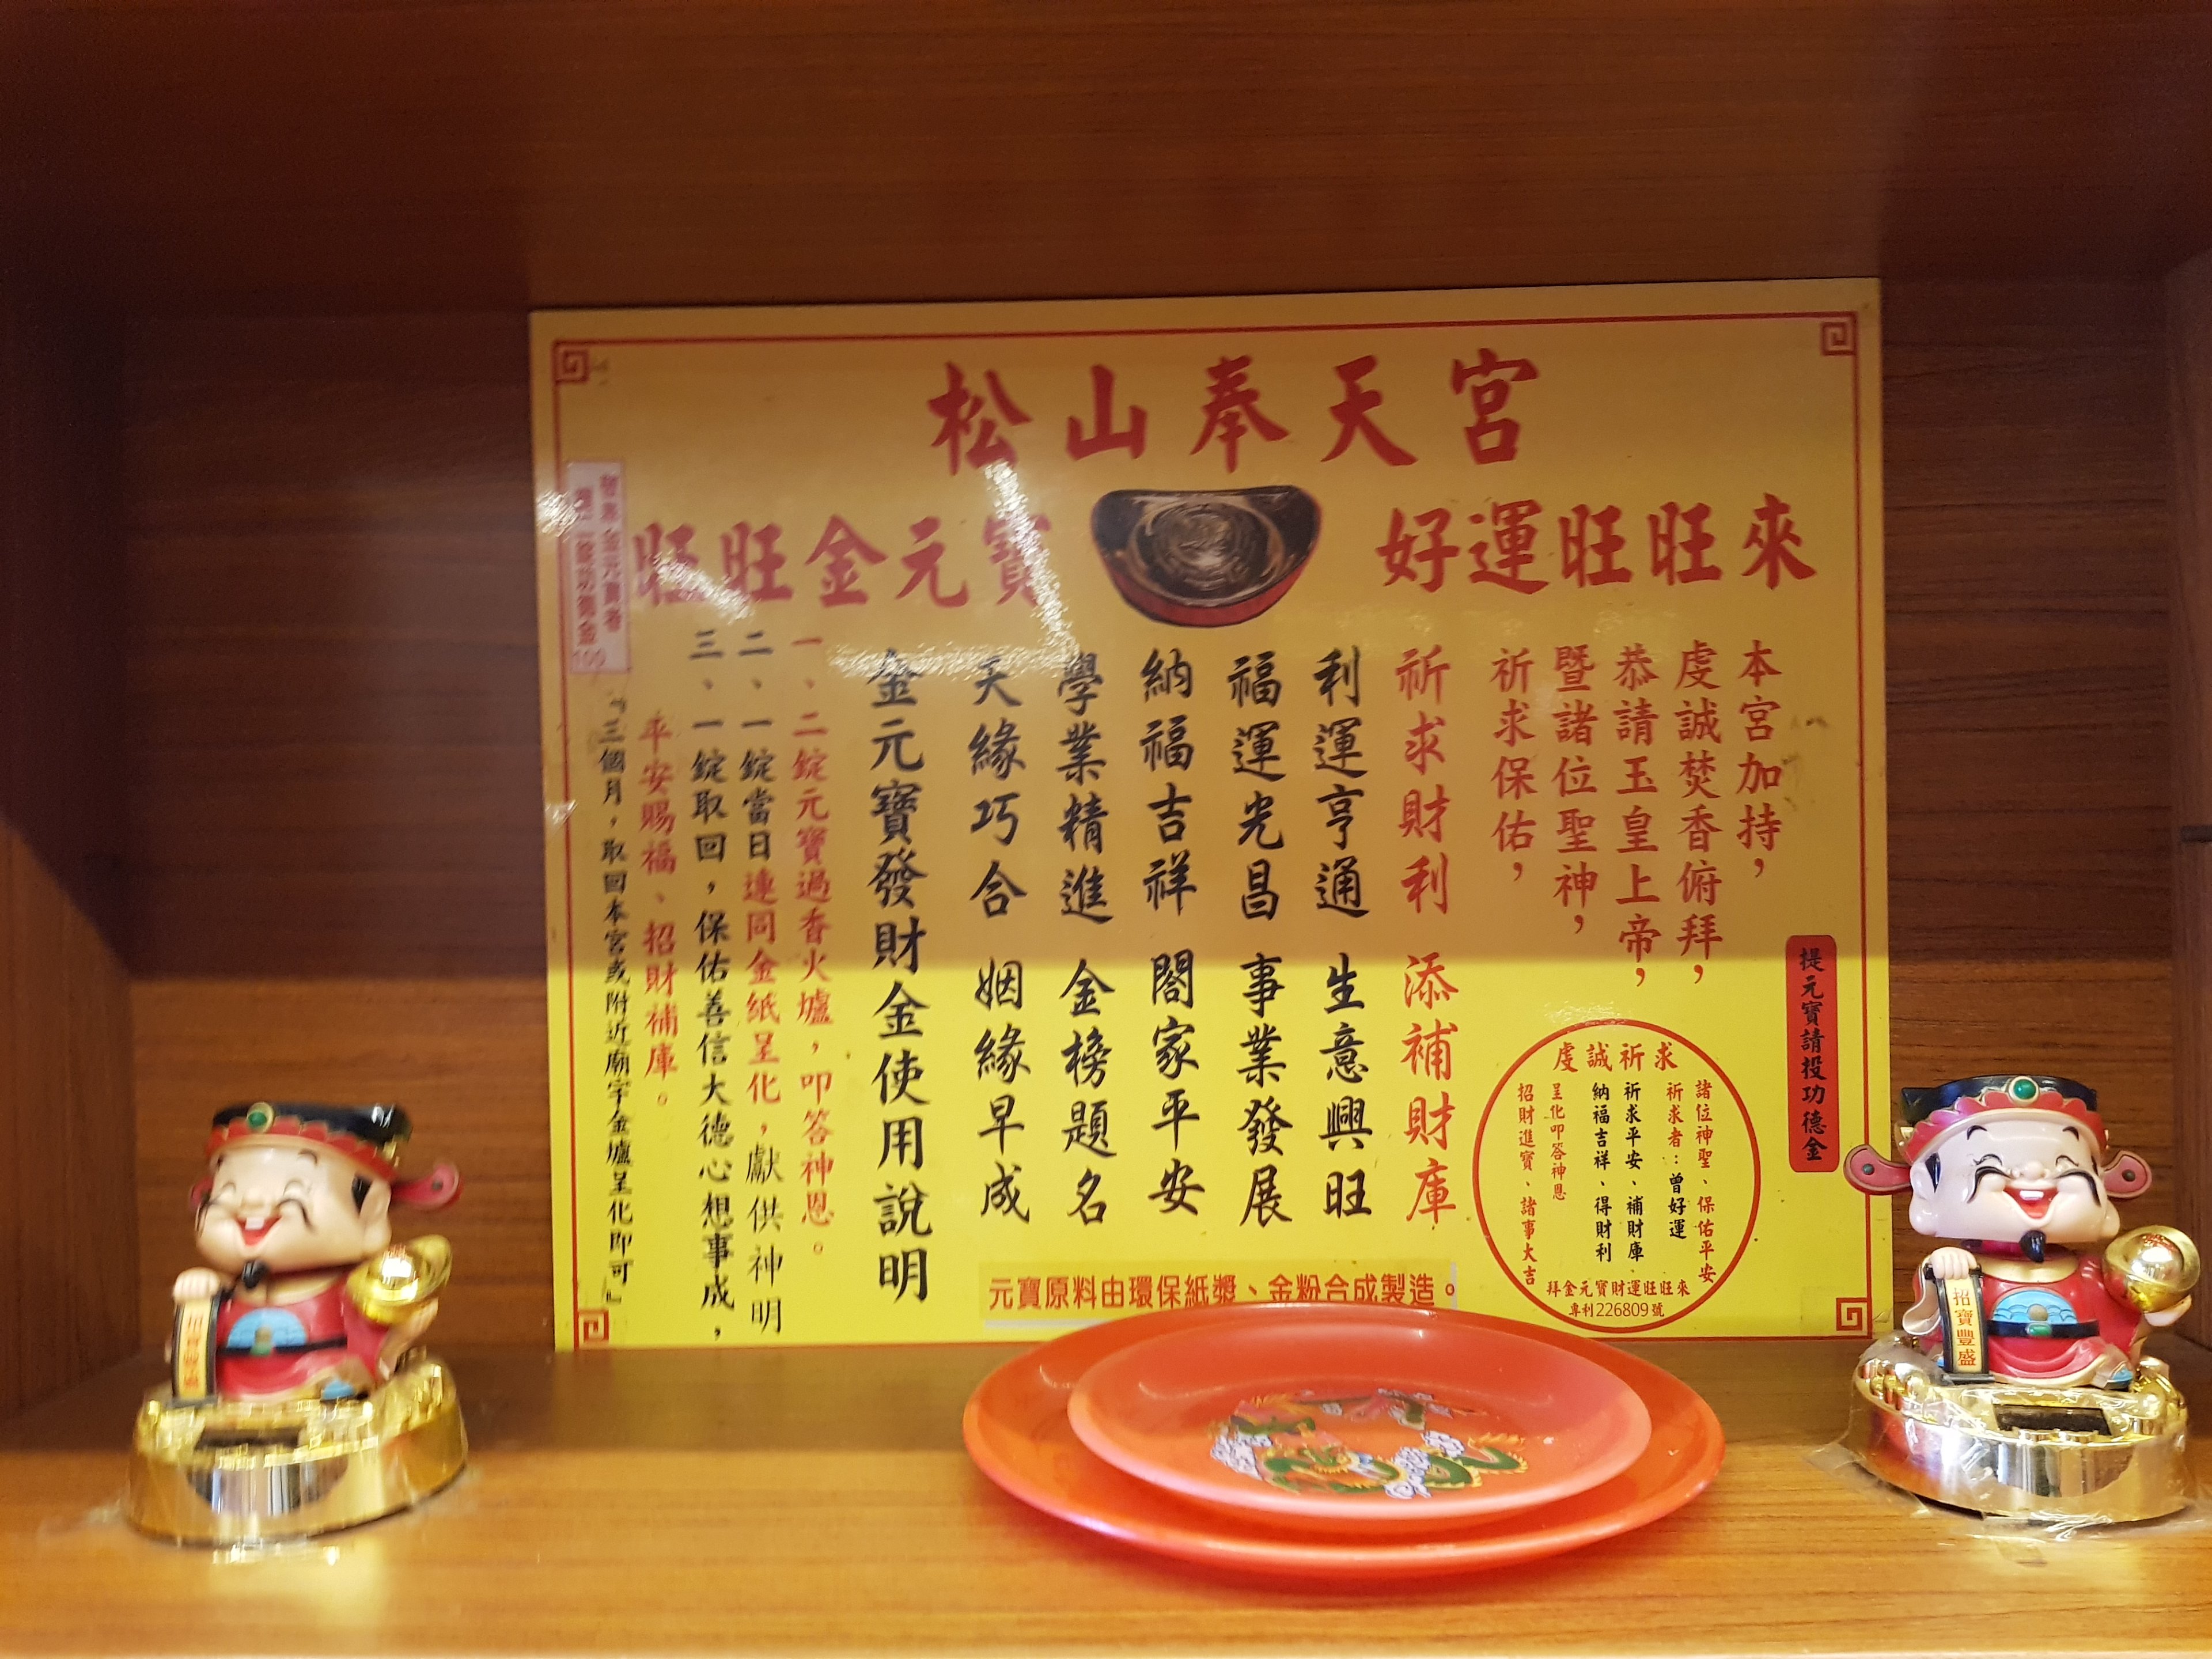 松山奉天宮
好運旺旺來
旺旺金元寶
提元寶請投功德金
本宮加持，
虔誠焚香俯拜，
恭請玉皇上帝，
暨諸位聖神，
祈求保佑，
祈求財利 添補財庫
利運亨通 生意興旺
福運光昌 事業發展
納福吉祥 閤家平安
學業精進 金榜題名
天緣巧合 姻緣早成
金元寶發財金使用說明
一、二錠元寶過香火爐，叩答神恩。
二、一錠當日連同金紙呈化，獻供神明
三、一錠取回，保佑善信大德心想事成，
平安賜福、招財補庫。
『三個月，取回本宮或附近廟宇金爐呈化即可』
虔誠祈求
諸位神聖、保佑平安
祈求者：曾好運
祈求平安、補財庫
納福吉祥、得財利
呈化叩答神恩
招財進寶、諸事大吉
拜金元寶財運旺旺來
專利226809號
元寶原料由環保紙漿、金粉合成製造。
招寶豐盛